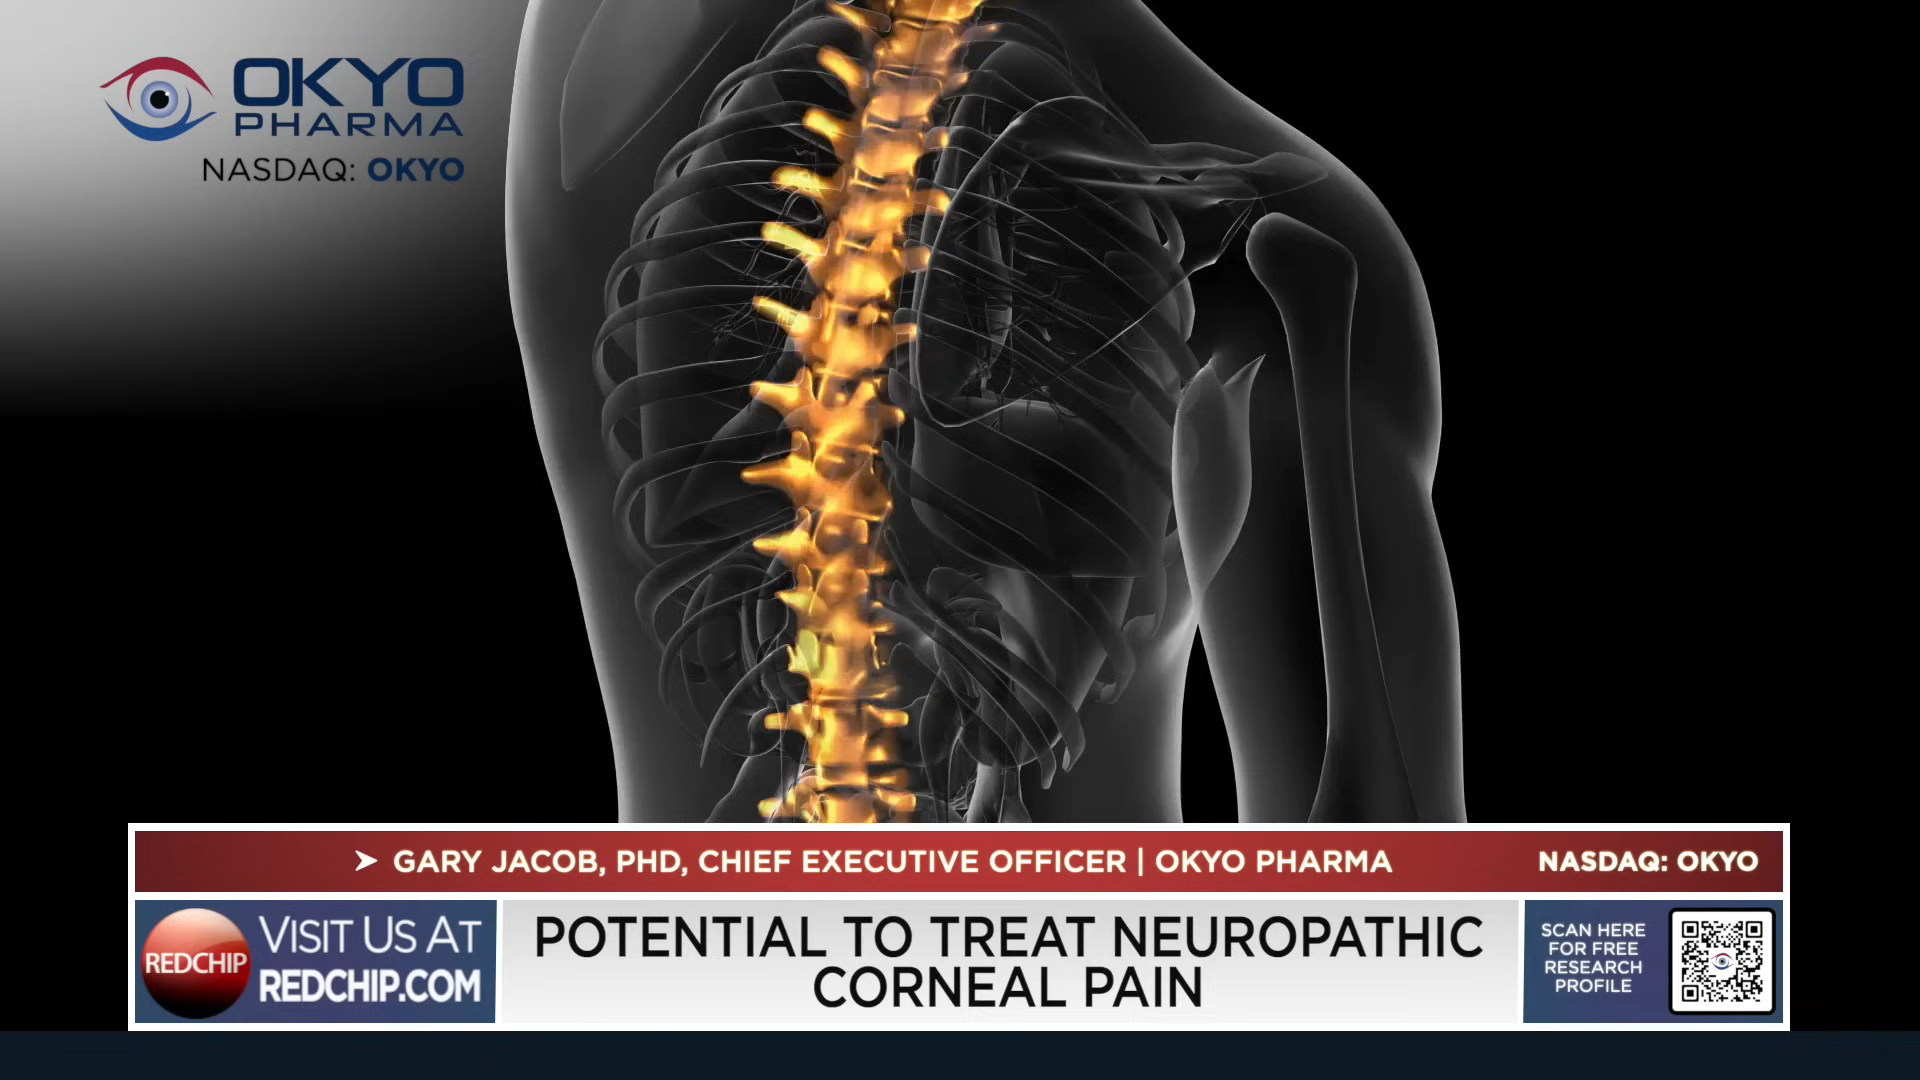 OKYO
PHARMA
NASDAQ: OKYO
➤ GARY JACOB, PHD, CHIEF EXECUTIVE OFFICER | OKYO PHARMA
NASDAQ: OKYO
REDCHIP
VISIT US AT
REDCHIP.COM
POTENTIAL TO TREAT NEUROPATHIC
CORNEAL PAIN
SCAN HERE
FOR FREE
RESEARCH
PROFILE